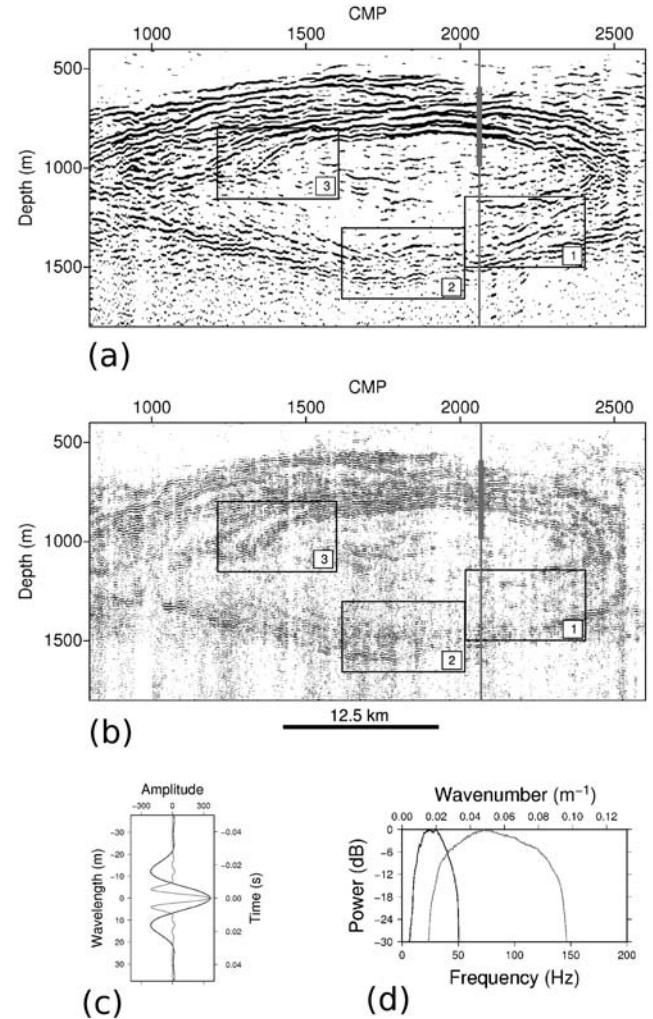 CMP
1000 1500 2000 2500
500
1000
1500
Depth (m)
3
2
1
(a)
CMP
1000 1500 2000 2500
500
1000
1500
Depth (m)
3
2
1
(b)
12.5 km
Amplitude
-300 0 300
-30
-20
-10
0
10
20
30
Wavelength (m)
-0.04
-0.02
0.00
0.02
0.04
Time (s)
(c)
Wavenumber (m⁻¹)
0.00 0.02 0.04 0.06 0.08 0.10 0.12
0
-6
-12
-18
-24
-30
Power (dB)
0 50 100 150 200
Frequency (Hz)
(d)